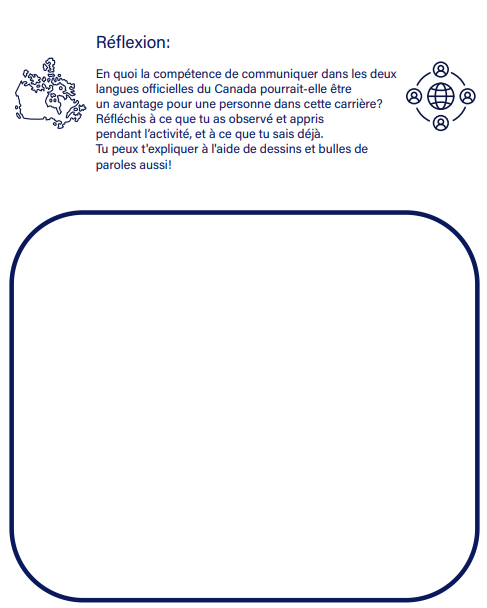 Réflexion:
En quoi la compétence de communiquer dans les deux
langues officielles du Canada pourrait-elle être
un avantage pour une personne dans cette carrière?
Réfléchis à ce que tu as observé et appris
pendant l'activité, et à ce que tu sais déjà.
Tu peux t'expliquer à l'aide de dessins et bulles de
paroles aussi!